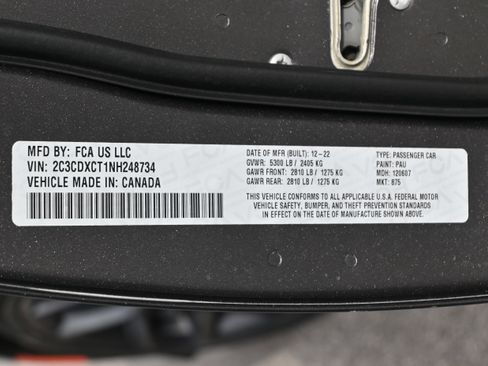 MFD BY: FCA US LLC
VIN: 2C3CDXCT1NH248734
VEHICLE MADE IN: CANADA
DATE OF MFR (BUILT): 12-22
GVWR: 5300 LB / 2405 KG
GAWR FRONT: 2810 LB / 1275 KG
GAWR REAR: 2810 LB / 1275 KG
TYPE: PASSENGER CAR
PAINT: PAU
MDH: 120607
MKT: 875
THIS VEHICLE CONFORMS TO ALL APPLICABLE U.S.A. FEDERAL MOTOR
VEHICLE SAFETY, BUMPER, AND THEFT PREVENTION STANDARDS
IN EFFECT ON THE DATE OF MANUFACTURE SHOWN ABOVE.